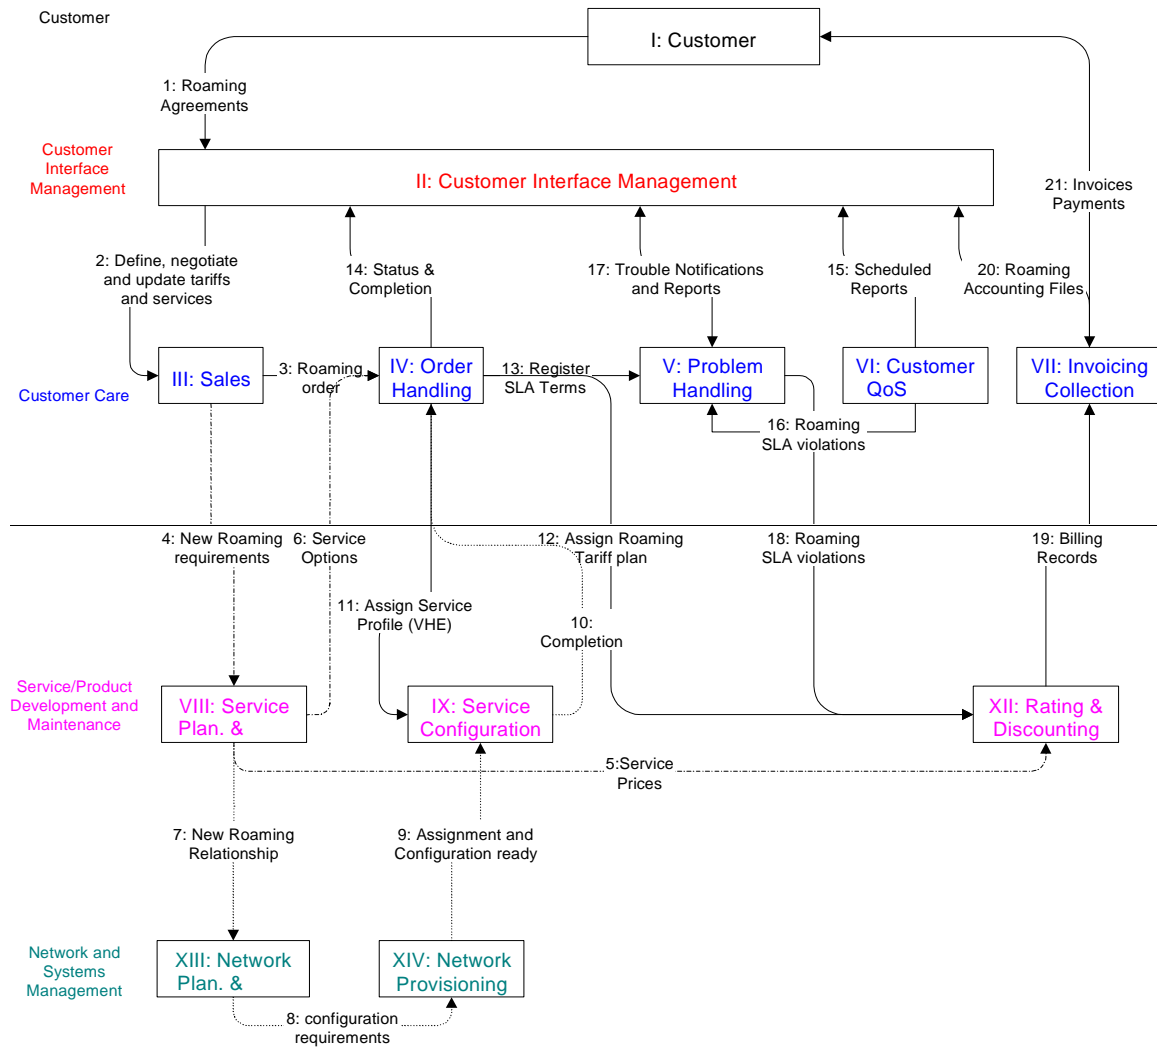 Customer
I: Customer
1: Roaming
Agreements
Customer
Interface
Management
II: Customer Interface Management
21: Invoices
Payments
2: Define, negotiate
and update tariffs
and services
14: Status &
Completion
17: Trouble Notifications
and Reports
15: Scheduled
Reports
20: Roaming
Accounting Files
Customer Care
III: Sales
3: Roaming
order
IV: Order
Handling
13: Register
SLA Terms
V: Problem
Handling
VI: Customer
QoS
VII: Invoicing
Collection
16: Roaming
SLA violations
4: New Roaming
requirements
6: Service
Options
12: Assign Roaming
Tariff plan
18: Roaming
SLA violations
19: Billing
Records
11: Assign Service
Profile (VHE)
10:
Completion
Service/Product
Development and
Maintenance
VIII: Service
Plan. &
IX: Service
Configuration
XII: Rating &
Discounting
5:Service
Prices
7: New Roaming
Relationship
9: Assignment and
Configuration ready
Network and
Systems
Management
XIII: Network
Plan. &
XIV: Network
Provisioning
8: configuration
requirements